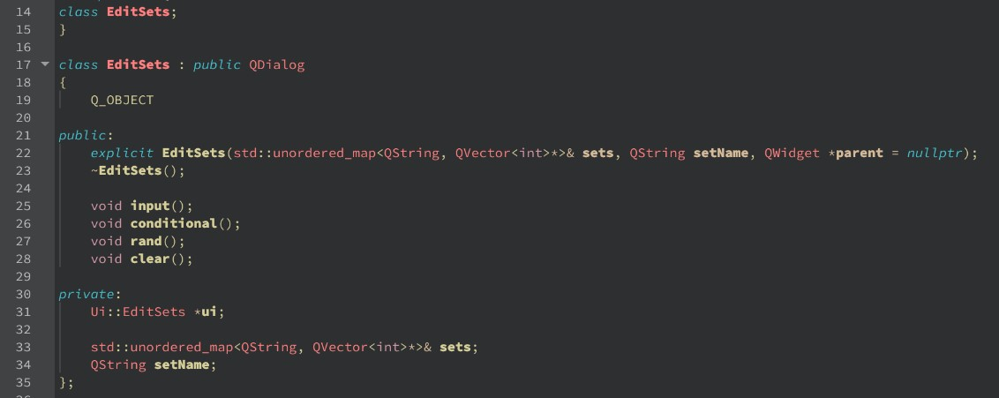 14 class EditSets;
15 }
16
17 class EditSets : public QDialog
18 {
19 Q_OBJECT
20
21 public:
22 explicit EditSets(std::unordered_map<QString, QVector<int>*>& sets, QString setName, QWidget *parent = nullptr);
23 ~EditSets();
24
25 void input();
26 void conditional();
27 void rand();
28 void clear();
29
30 private:
31 Ui::EditSets *ui;
32
33 std::unordered_map<QString, QVector<int>*>& sets;
34 QString setName;
35 };